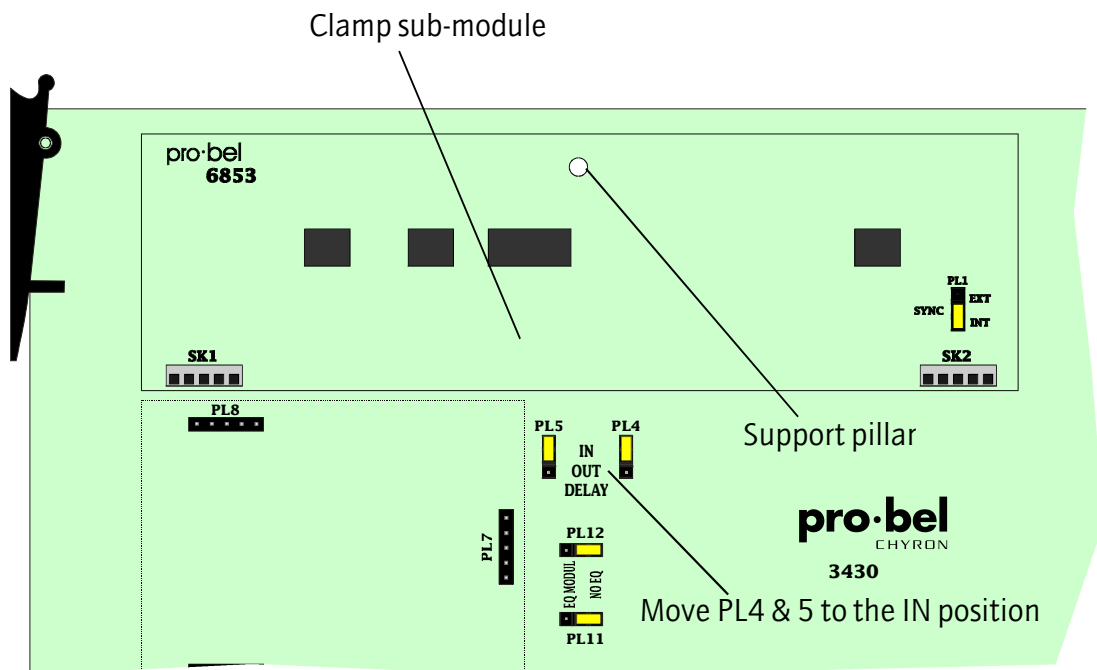 Clamp sub-module
pro·bel
6853
PL1
EXT
SYNC
INT
SK1
SK2
PL8
PL5
PL4
IN
OUT
DELAY
Support pillar
PL7
PL12
EQ MODUL
NO EQ
PL11
pro·bel
CHYRON
3430
Move PL4 & 5 to the IN position